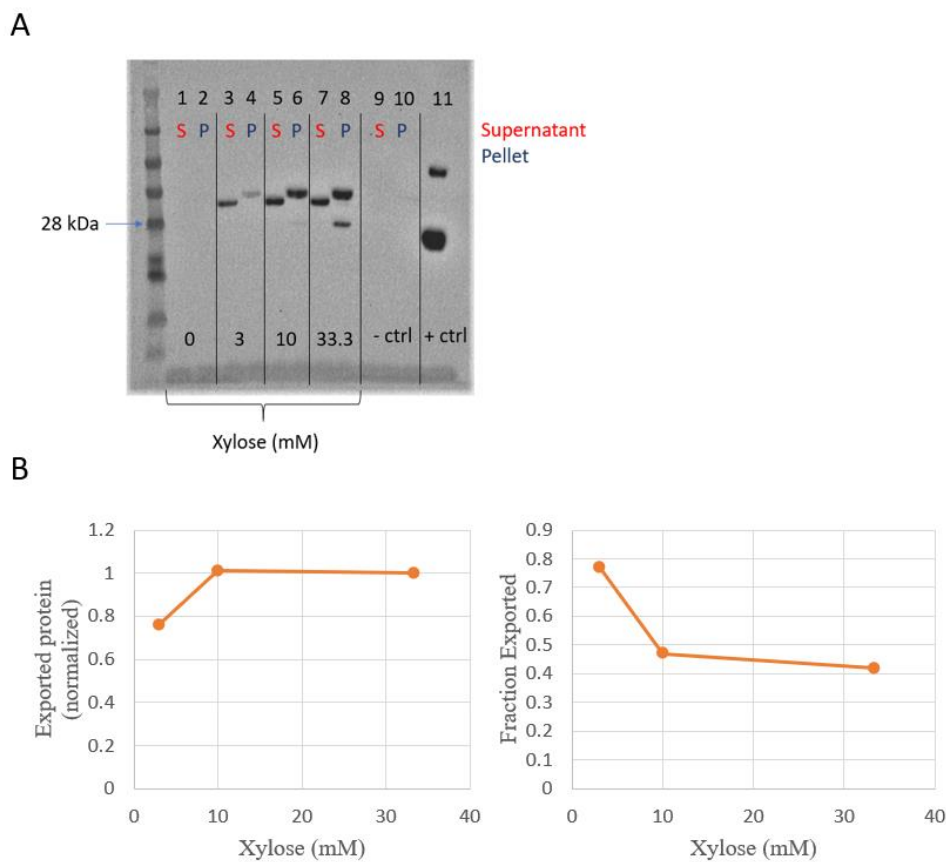 A
1 2 3 4 5 6 7 8 9 10 11
S P S P S P S P S P
Supernatant
Pellet
28 kDa
0 3 10 33.3 - ctrl + ctrl
Xylose (mM)
B
1.2
1
0.8
0.6
0.4
0.2
0
0 10 20 30 40
Exported protein
(normalized)
Xylose (mM)
0.9
0.8
0.7
0.6
0.5
0.4
0.3
0.2
0.1
0
0 10 20 30 40
Fraction Exported
Xylose (mM)